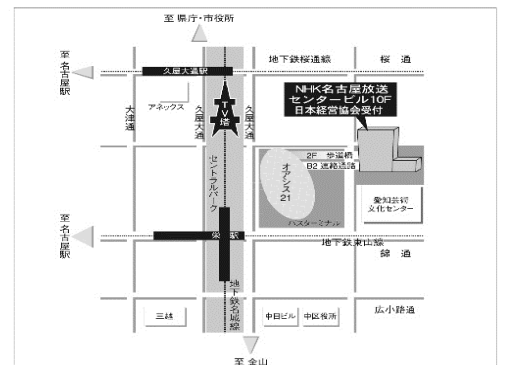 至 県庁・市役所
至 名古屋駅
久屋大通駅
地下鉄桜通線
桜 通
アネックス
大津通
久屋大通
TV塔
久屋大通
NHK名古屋放送
センタービル10F
日本経営協会受付
2F 歩道橋
B2 連絡通路
オアシス21
セントラルパーク
愛知芸術
文化センター
バスターミナル
至 名古屋駅
栄 駅
地下鉄東山線
錦 通
地下鉄名城線
三越
中日ビル
中区役所
広小路通
至 金山